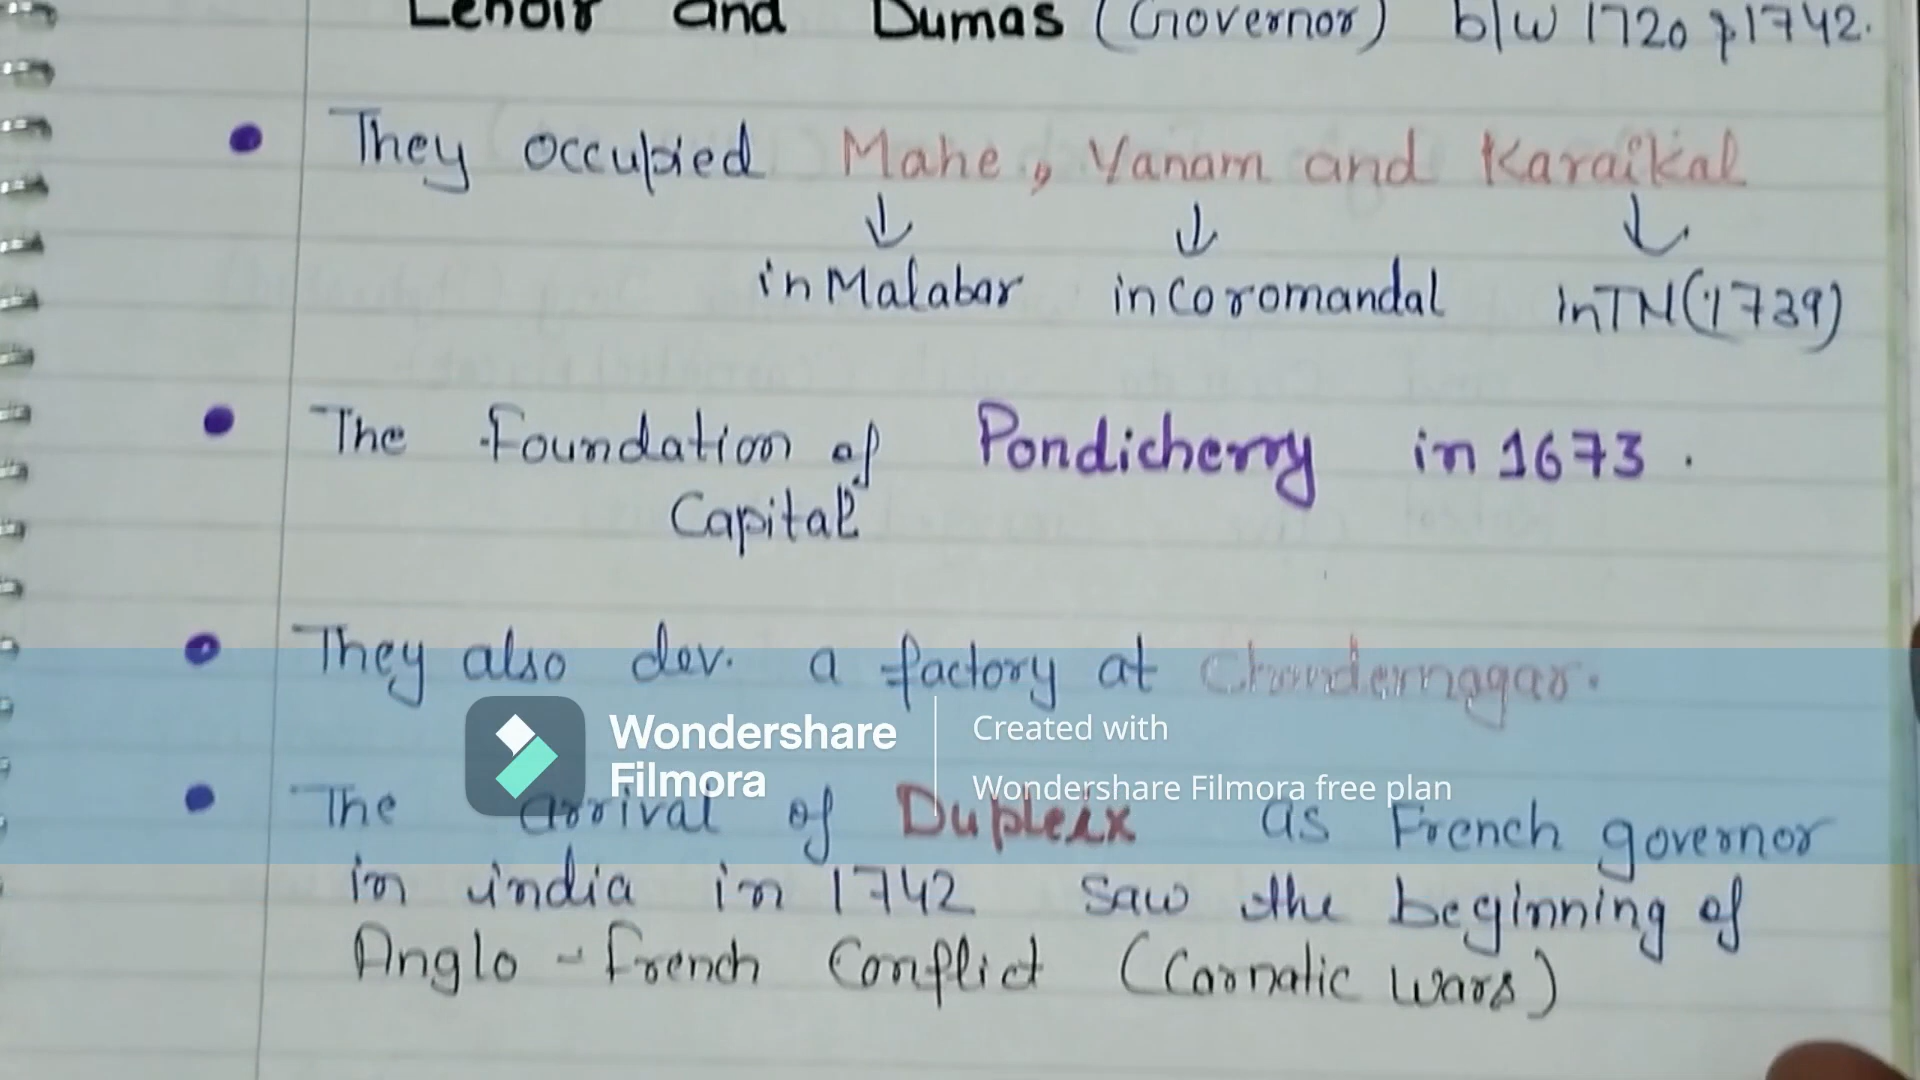 Lenoir and Dumas (Governor) b/w 1720 & 1742.
They occupied Mahe, Yanam and Karaikal
in Malabar in Coromandal in TN (1739)
The Foundation of Pondicherry in 1673.
Capital
They also dev. a factory at Chandernagar.
Wondershare Filmora
Created with
Wondershare Filmora free plan
The arrival of Dupleix as French governor
in india in 1742 saw the beginning of
Anglo-French Conflict (Carnatic wars)